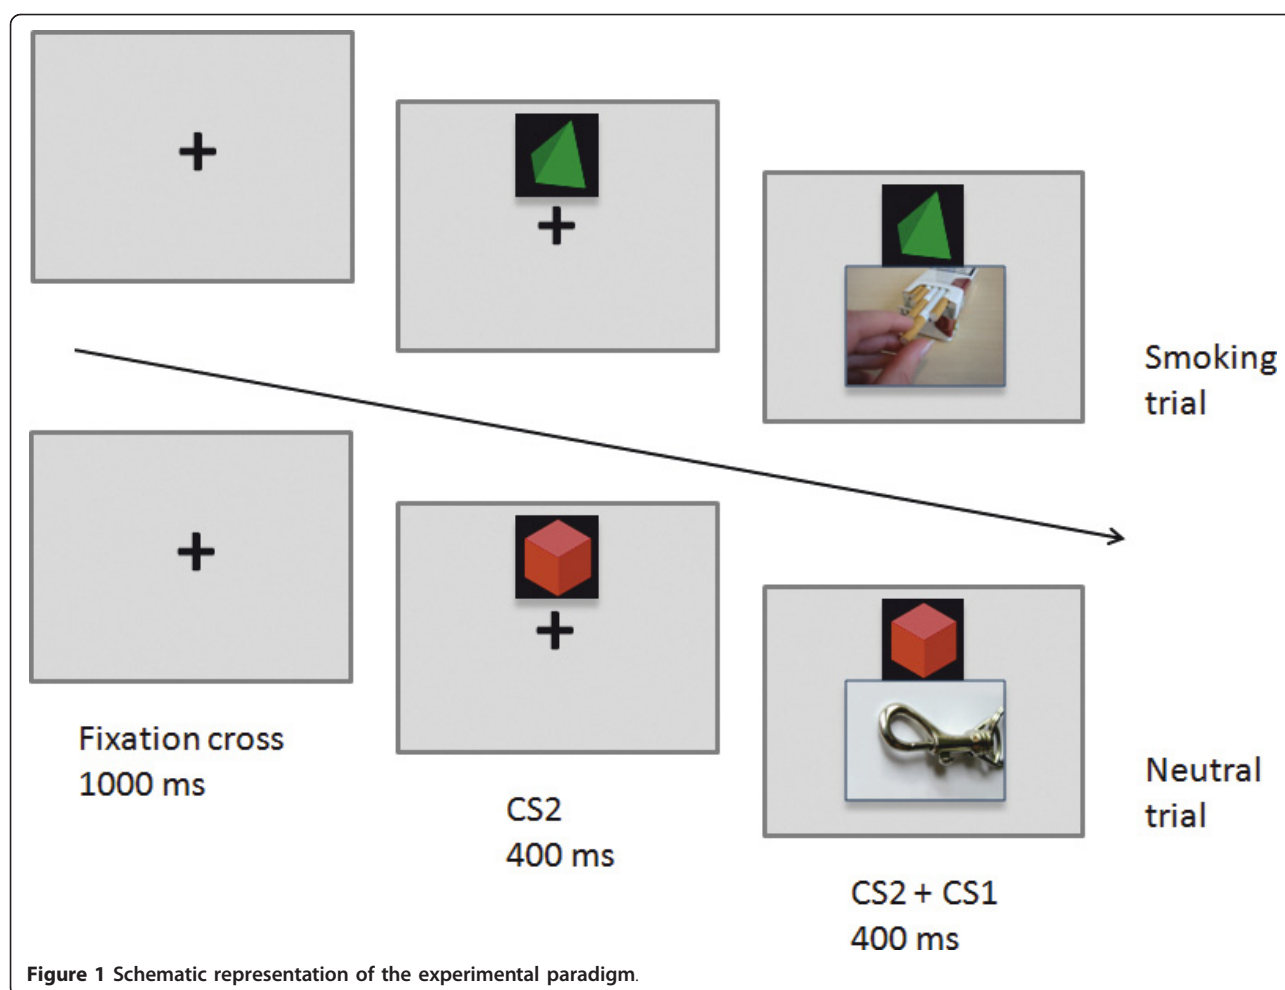 Smoking
trial
Fixation cross
1000 ms
CS2
400 ms
Neutral
trial
CS2 + CS1
400 ms
Figure 1 Schematic representation of the experimental paradigm.